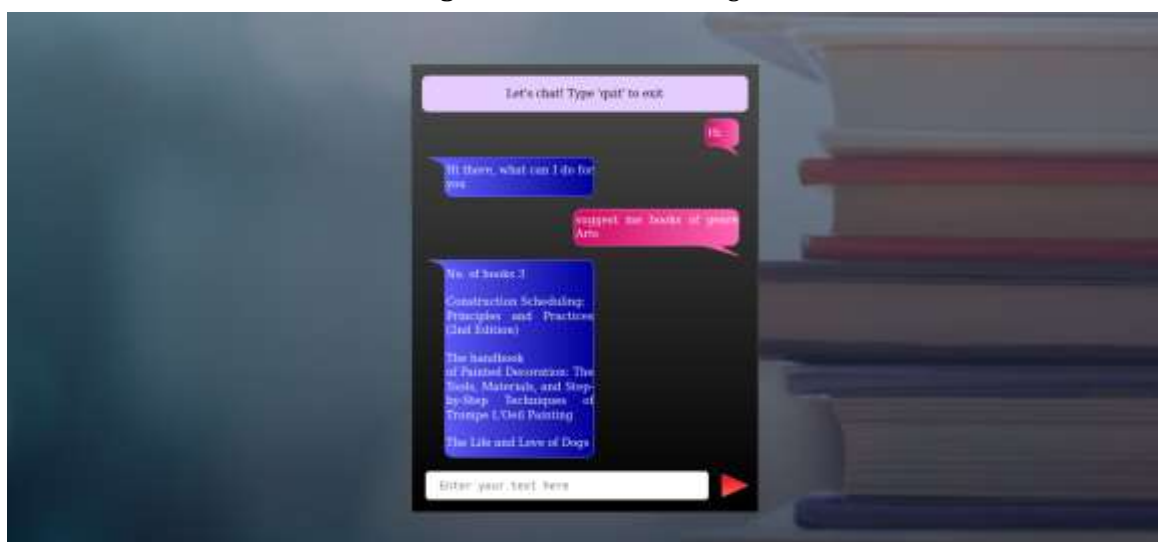 Let's chat! Type 'quit' to exit
Hi
Hi there, what can I do for
you
suggest me books of genre
Arts
No. of books 3
Construction Scheduling:
Principles and Practices
(2nd Edition)
The handbook
of Painted Decoration: The
Tools, Materials, and Step-
by-Step Techniques of
Trompe L'Oeil Painting
The Life and Love of Dogs
Enter your text here